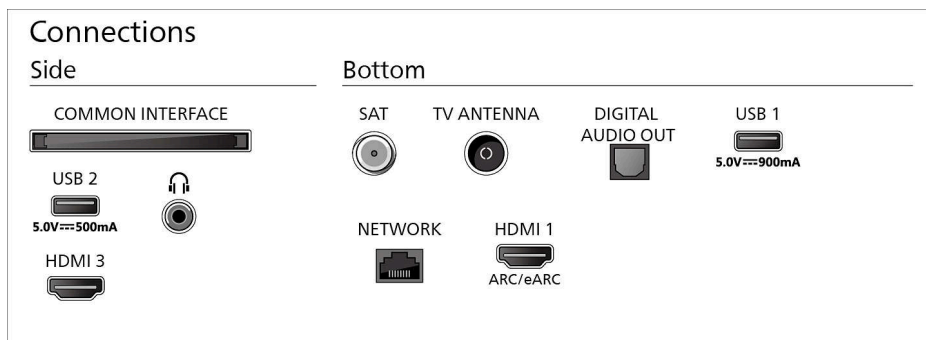 Connections
Side
COMMON INTERFACE
USB 2
5.0V⎓500mA
HDMI 3
Bottom
SAT
TV ANTENNA
DIGITAL
AUDIO OUT
USB 1
5.0V⎓900mA
NETWORK
HDMI 1
ARC/eARC